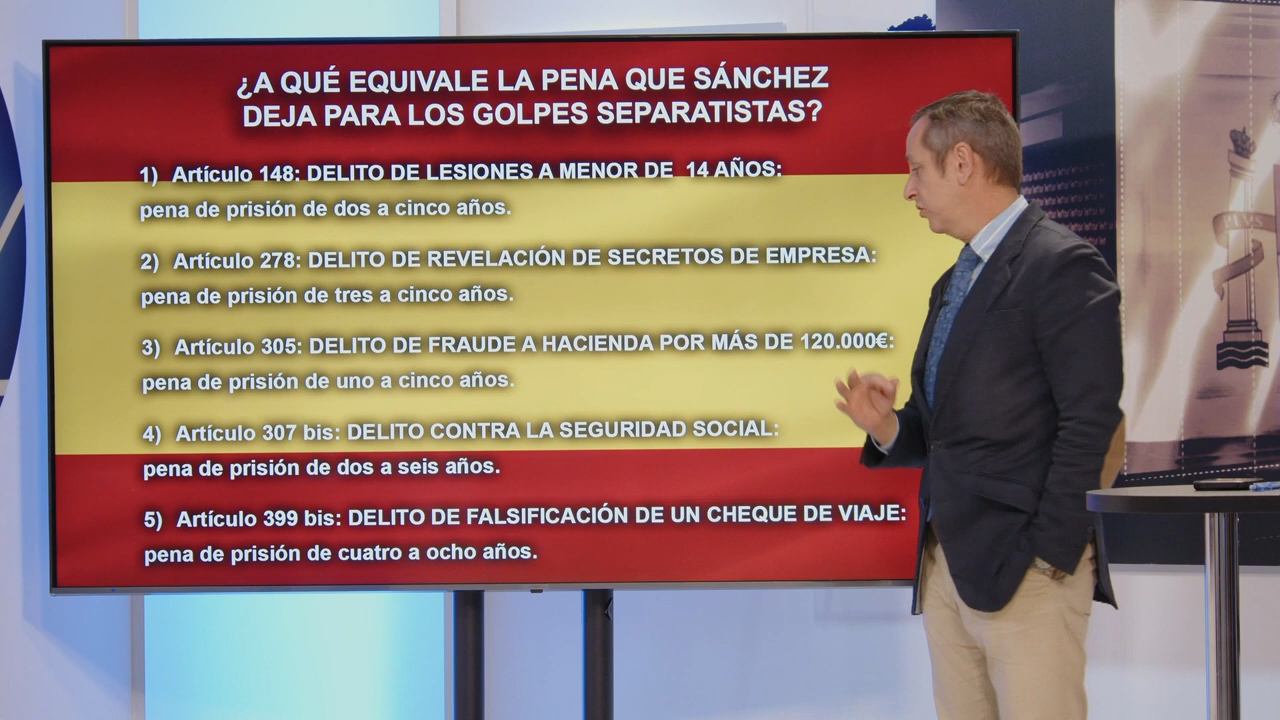 ¿A QUÉ EQUIVALE LA PENA QUE SÁNCHEZ
DEJA PARA LOS GOLPES SEPARATISTAS?
1) Artículo 148: DELITO DE LESIONES A MENOR DE 14 AÑOS:
pena de prisión de dos a cinco años.
2) Artículo 278: DELITO DE REVELACIÓN DE SECRETOS DE EMPRESA:
pena de prisión de tres a cinco años.
3) Artículo 305: DELITO DE FRAUDE A HACIENDA POR MÁS DE 120.000€:
pena de prisión de uno a cinco años.
4) Artículo 307 bis: DELITO CONTRA LA SEGURIDAD SOCIAL:
pena de prisión de dos a seis años.
5) Artículo 399 bis: DELITO DE FALSIFICACIÓN DE UN CHEQUE DE VIAJE:
pena de prisión de cuatro a ocho años.